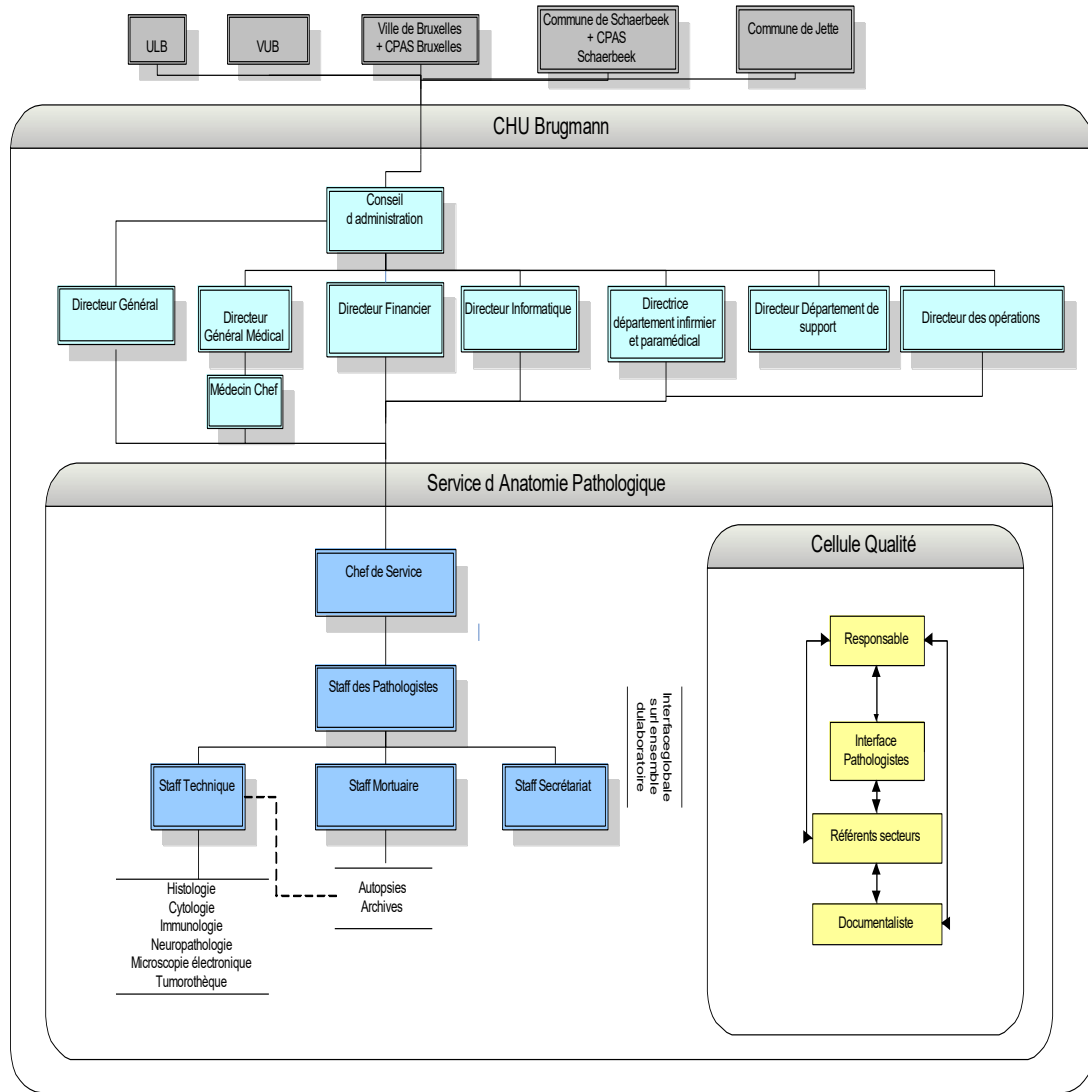 ULB
VUB
Ville de Bruxelles
+ CPAS Bruxelles
Commune de Schaerbeek
+ CPAS
Schaerbeek
Commune de Jette
CHU Brugmann
Conseil
d administration
Directeur Général
Directeur
Général Médical
Directeur Financier
Directeur Informatique
Directrice
département infirmier
et paramédical
Directeur Département de
support
Directeur des opérations
Médecin Chef
Service d Anatomie Pathologique
Chef de Service
Staff des Pathologistes
Staff Technique
Staff Mortuaire
Staff Secrétariat
Interfaceglobale
surlensemble
dulaboratoire
Histologie
Cytologie
Immunologie
Neuropathologie
Microscopie électronique
Tumorothèque
Autopsies
Archives
Cellule Qualité
Responsable
Interface
Pathologistes
Référents secteurs
Documentaliste